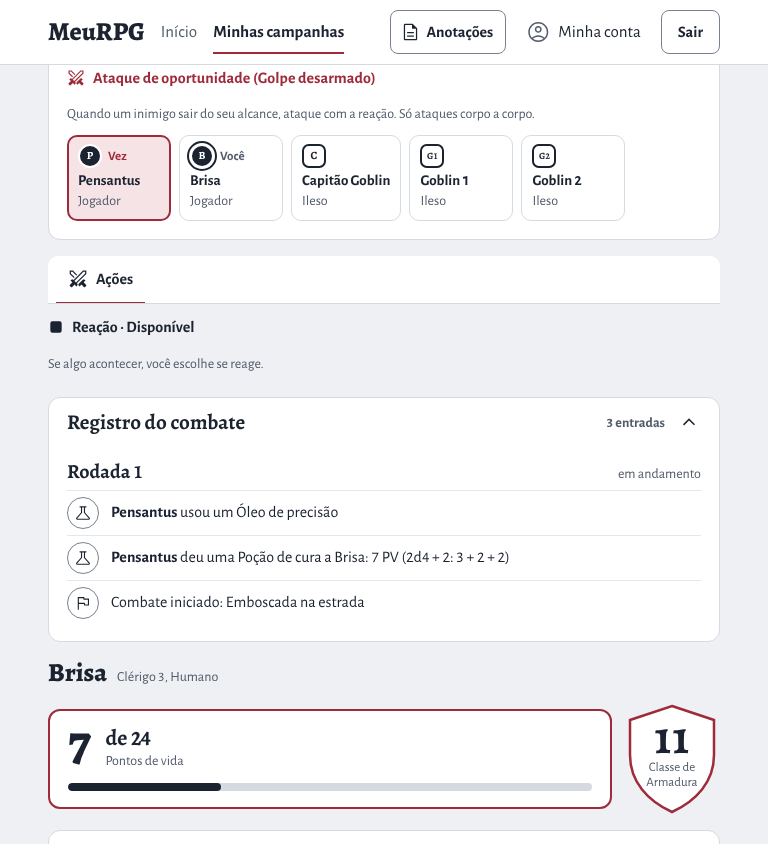 MeuRPG Início Minhas campanhas Anotações Minha conta Sair
Ataque de oportunidade (Golpe desarmado)
Quando um inimigo sair do seu alcance, ataque com a reação. Só ataques corpo a corpo.
P Vez B Você C G1 G2
Pensantus Brisa Capitão Goblin Goblin 1 Goblin 2
Jogador Jogador Ileso Ileso Ileso
Ações
Reação · Disponível
Se algo acontecer, você escolhe se reage.
Registro do combate 3 entradas
Rodada 1 em andamento
Pensantus usou um Óleo de precisão
Pensantus deu uma Poção de cura a Brisa: 7 PV (2d4 + 2: 3 + 2 + 2)
Combate iniciado: Emboscada na estrada
Brisa Clérigo 3, Humano
7 de 24
Pontos de vida
11
Classe de
Armadura